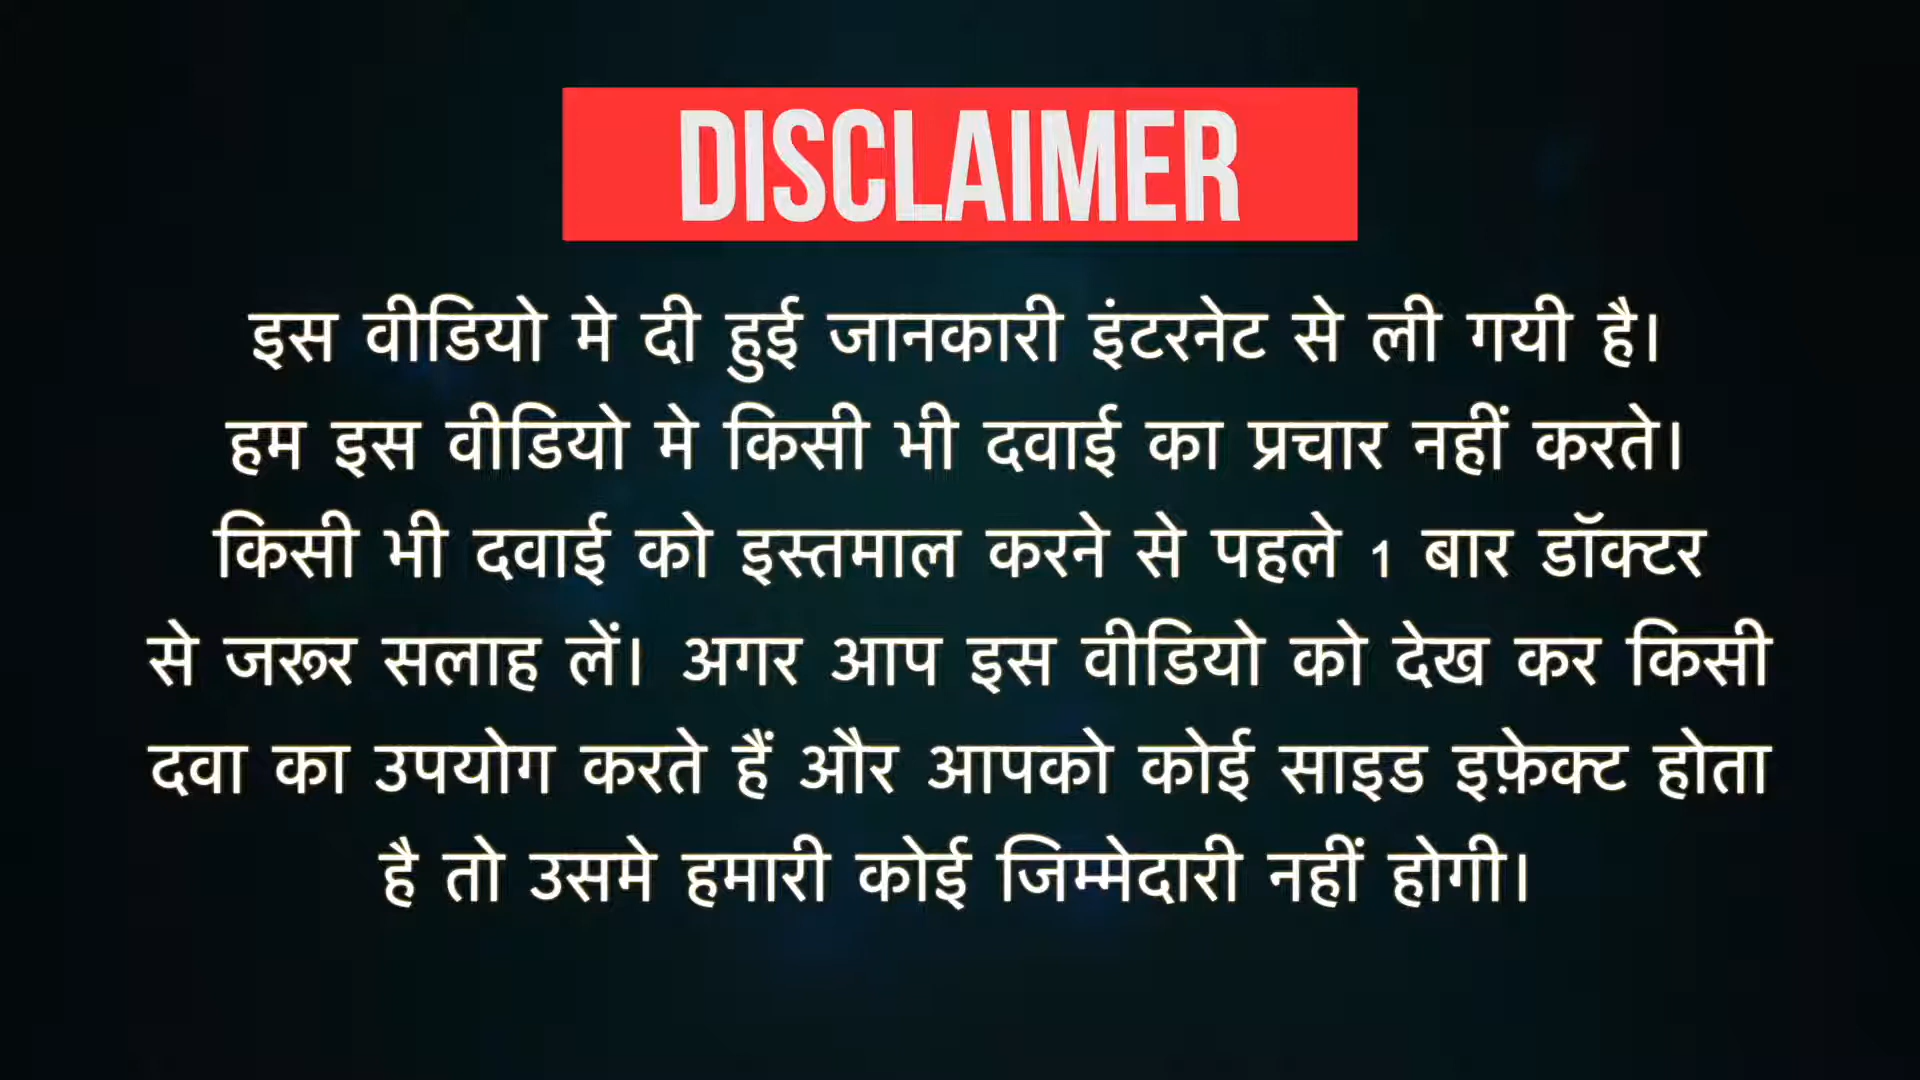 DISCLAIMER
इस वीडियो मे दी हुई जानकारी इंटरनेट से ली गयी है।
हम इस वीडियो मे किसी भी दवाई का प्रचार नहीं करते।
किसी भी दवाई को इस्तमाल करने से पहले 1 बार डॉक्टर
से जरूर सलाह लें। अगर आप इस वीडियो को देख कर किसी
दवा का उपयोग करते हैं और आपको कोई साइड इफ़ेक्ट होता
है तो उसमे हमारी कोई जिम्मेदारी नहीं होगी।